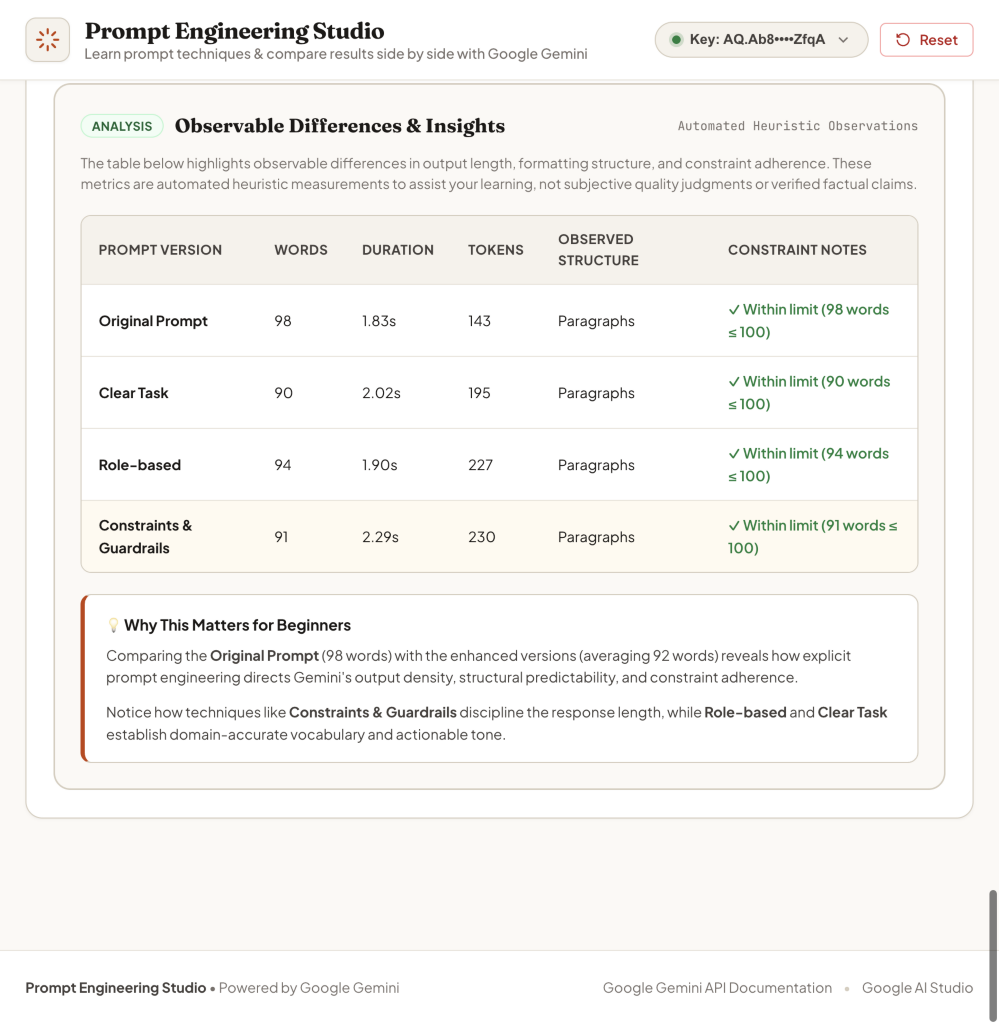 Prompt Engineering Studio
Learn prompt techniques & compare results side by side with Google Gemini
Key: AQ.Ab8••••ZfqA
Reset
ANALYSIS
Observable Differences & Insights
Automated Heuristic Observations
The table below highlights observable differences in output length, formatting structure, and constraint adherence. These
metrics are automated heuristic measurements to assist your learning, not subjective quality judgments or verified factual claims.
PROMPT VERSION WORDS DURATION TOKENS OBSERVED STRUCTURE CONSTRAINT NOTES
Original Prompt 98 1.83s 143 Paragraphs ✓ Within limit (98 words ≤ 100)
Clear Task 90 2.02s 195 Paragraphs ✓ Within limit (90 words ≤ 100)
Role-based 94 1.90s 227 Paragraphs ✓ Within limit (94 words ≤ 100)
Constraints & Guardrails 91 2.29s 230 Paragraphs ✓ Within limit (91 words ≤ 100)
💡 Why This Matters for Beginners
Comparing the Original Prompt (98 words) with the enhanced versions (averaging 92 words) reveals how explicit
prompt engineering directs Gemini's output density, structural predictability, and constraint adherence.
Notice how techniques like Constraints & Guardrails discipline the response length, while Role-based and Clear Task
establish domain-accurate vocabulary and actionable tone.
Prompt Engineering Studio • Powered by Google Gemini
Google Gemini API Documentation • Google AI Studio